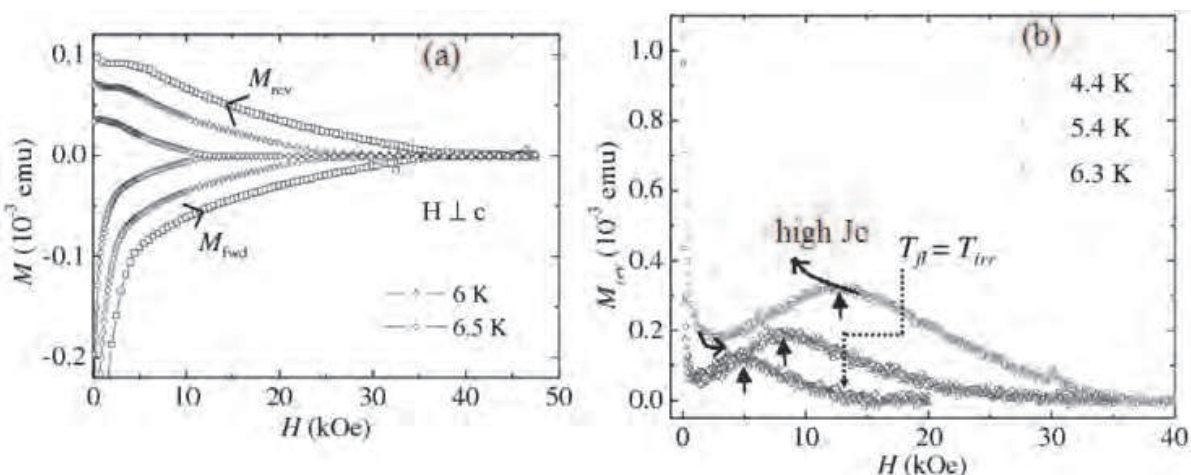 (a)
0.1
0.0
-0.1
-0.2
M (10⁻³ emu)
M_rev
M_fwd
H ⊥ c
6 K
6.5 K
0 10 20 30 40 50
H (kOe)
(b)
1.0
0.8
0.6
0.4
0.2
0.0
M_rev (10⁻³ emu)
4.4 K
5.4 K
6.3 K
high Jc
T_fl = T_irr
0 10 20 30 40
H (kOe)